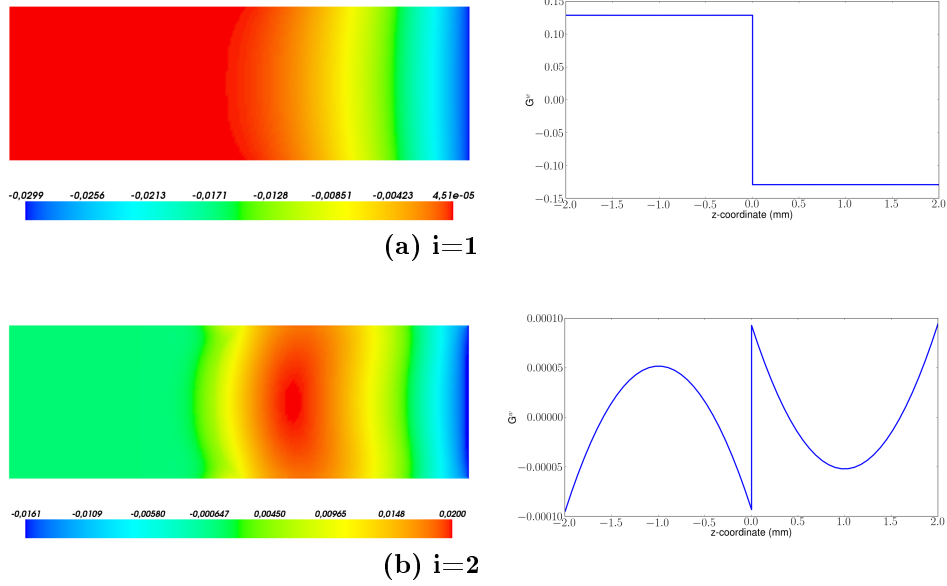 -0,0299 -0,0256 -0,0213 -0,0171 -0,0128 -0,00851 -0,00423 4,51e-05
0.15
0.10
0.05
0.00
−0.05
−0.10
−0.15
G^v
−2.0 −1.5 −1.0 −0.5 0.0 0.5 1.0 1.5 2.0
z-coordinate (mm)
(a) i=1
-0,0161 -0,0109 -0,00580 -0,000647 0,00450 0,00965 0,0148 0,0200
0.00010
0.00005
0.00000
−0.00005
−0.00010
G^v
−2.0 −1.5 −1.0 −0.5 0.0 0.5 1.0 1.5 2.0
z-coordinate (mm)
(b) i=2